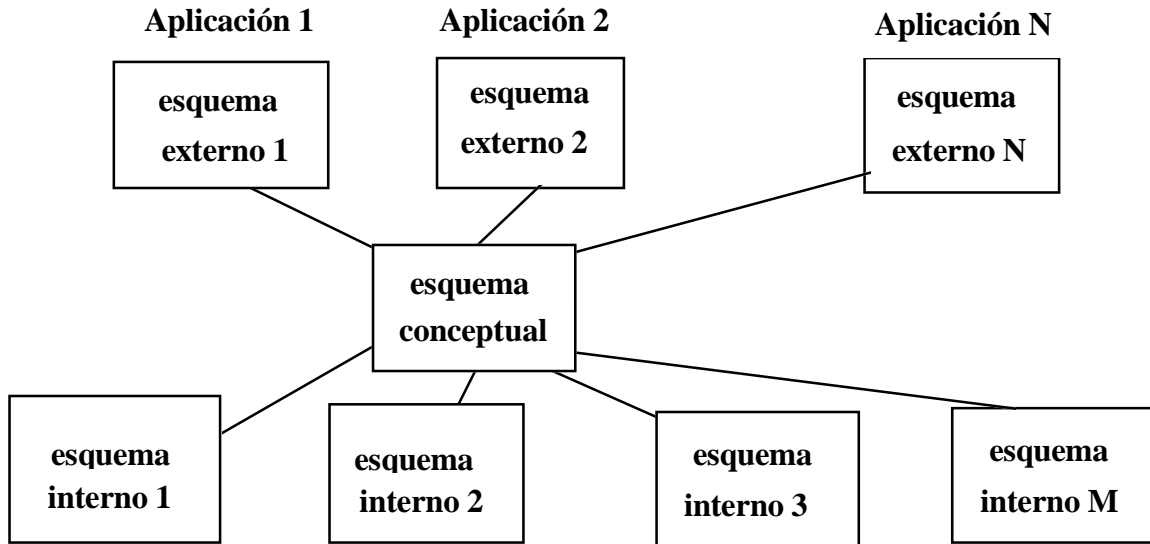 Aplicación 1
Aplicación 2
Aplicación N
esquema
externo 1
esquema
externo 2
esquema
externo N
esquema
conceptual
esquema
interno 1
esquema
interno 2
esquema
interno 3
esquema
interno M